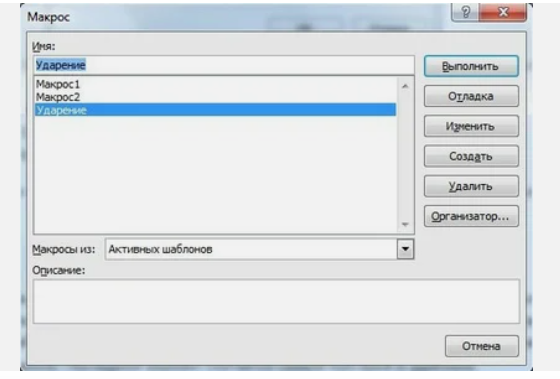 Макрос
Имя:
Ударение
Макрос1
Макрос2
Ударение
Выполнить
Отладка
Изменить
Создать
Удалить
Организатор...
Макросы из:
Активных шаблонов
Описание:
Отмена